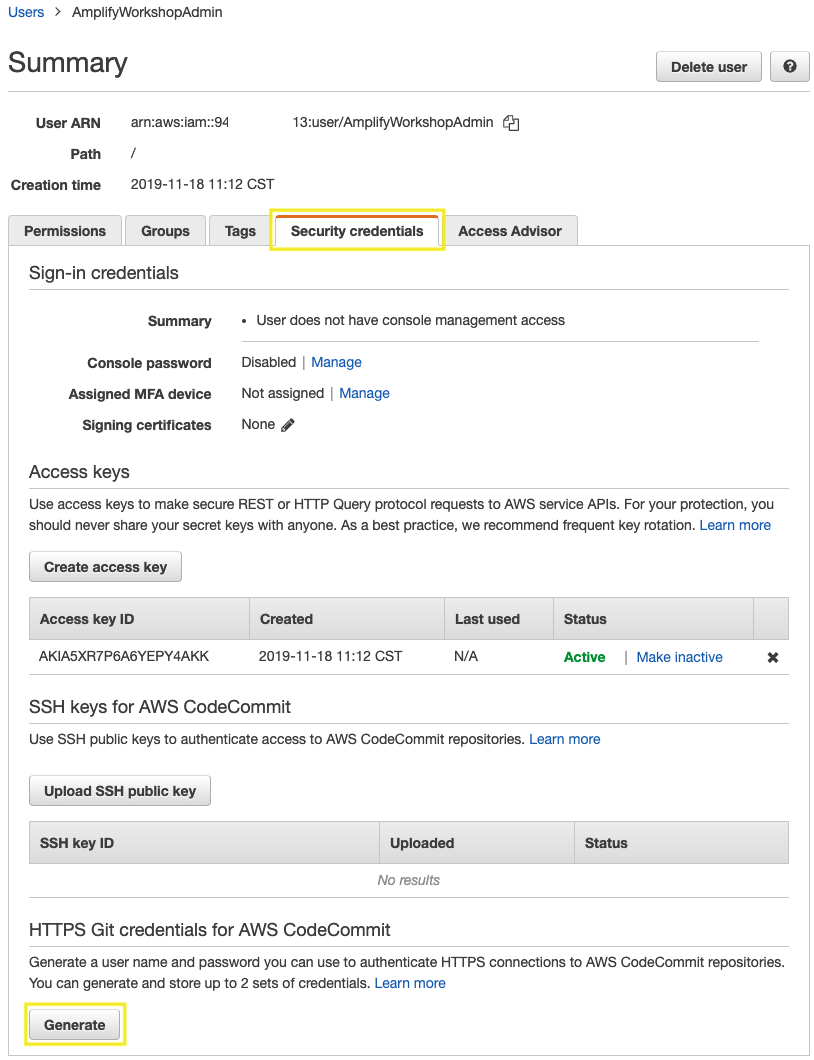 Users > AmplifyWorkshopAdmin
Summary
Delete user
User ARN arn:aws:iam::94 13:user/AmplifyWorkshopAdmin
Path /
Creation time 2019-11-18 11:12 CST
Permissions Groups Tags Security credentials Access Advisor
Sign-in credentials
Summary • User does not have console management access
Console password Disabled | Manage
Assigned MFA device Not assigned | Manage
Signing certificates None
Access keys
Use access keys to make secure REST or HTTP Query protocol requests to AWS service APIs. For your protection, you
should never share your secret keys with anyone. As a best practice, we recommend frequent key rotation. Learn more
Create access key
Access key ID Created Last used Status
AKIA5XR7P6A6YEPY4AKK 2019-11-18 11:12 CST N/A Active | Make inactive
SSH keys for AWS CodeCommit
Use SSH public keys to authenticate access to AWS CodeCommit repositories. Learn more
Upload SSH public key
SSH key ID Uploaded Status
No results
HTTPS Git credentials for AWS CodeCommit
Generate a user name and password you can use to authenticate HTTPS connections to AWS CodeCommit repositories.
You can generate and store up to 2 sets of credentials. Learn more
Generate